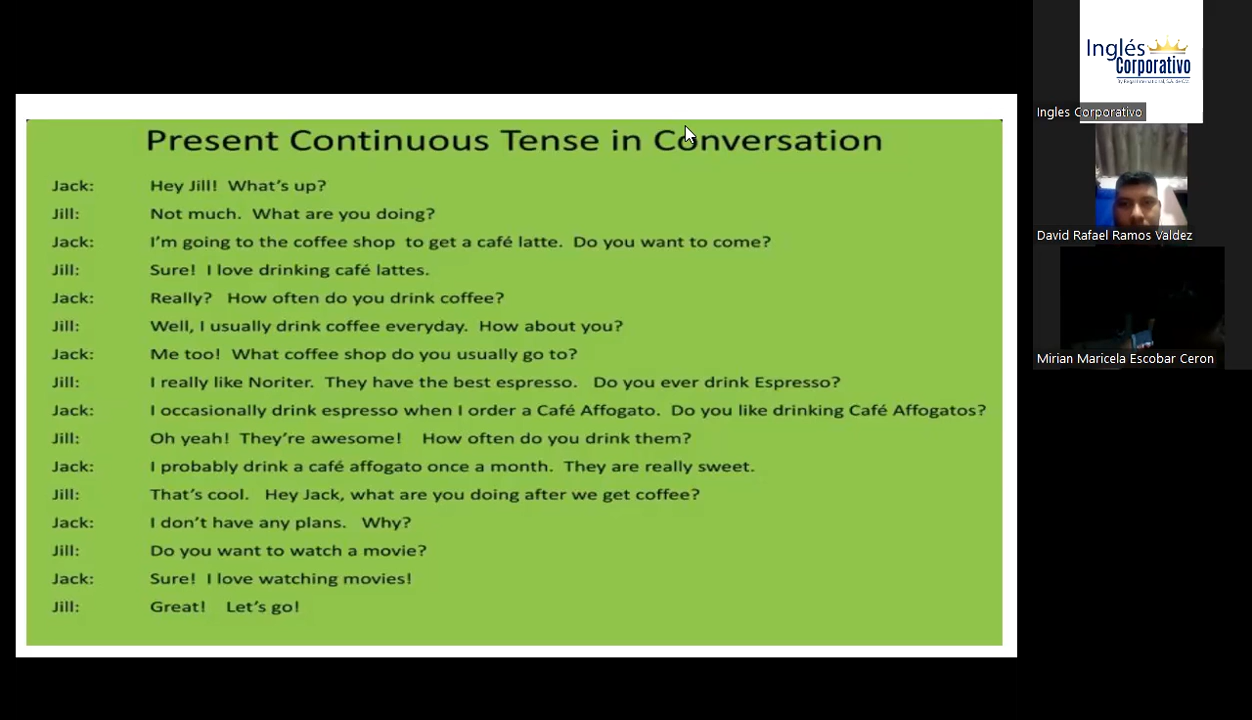 Present Continuous Tense in Conversation
Jack: Hey Jill! What's up?
Jill: Not much. What are you doing?
Jack: I'm going to the coffee shop to get a café latte. Do you want to come?
Jill: Sure! I love drinking café lattes.
Jack: Really? How often do you drink coffee?
Jill: Well, I usually drink coffee everyday. How about you?
Jack: Me too! What coffee shop do you usually go to?
Jill: I really like Noriter. They have the best espresso. Do you ever drink Espresso?
Jack: I occasionally drink espresso when I order a Café Affogato. Do you like drinking Café Affogatos?
Jill: Oh yeah! They're awesome! How often do you drink them?
Jack: I probably drink a café affogato once a month. They are really sweet.
Jill: That's cool. Hey Jack, what are you doing after we get coffee?
Jack: I don't have any plans. Why?
Jill: Do you want to watch a movie?
Jack: Sure! I love watching movies!
Jill: Great! Let's go!
Inglés
Corporativo
Ingles Corporativo
David Rafael Ramos Valdez
Mirian Maricela Escobar Ceron